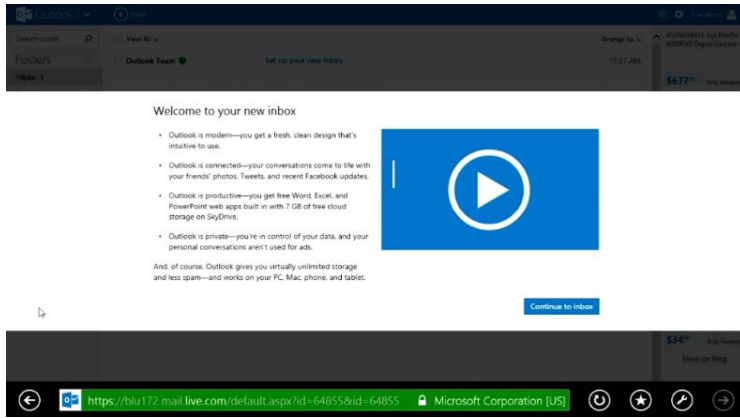 Outlook
New
Search email
View All
Arrange by
Folders
Outlook Team
Set up your new inbox
11:17 AM
Inbox 1
$677
Welcome to your new inbox
• Outlook is modern—you get a fresh, clean design that's
intuitive to use.
• Outlook is connected—your conversations come to life with
your friends' photos, Tweets, and recent Facebook updates.
• Outlook is productive—you get free Word, Excel, and
PowerPoint web apps built in with 7 GB of free cloud
storage on SkyDrive.
• Outlook is private—you're in control of your data, and your
personal conversations aren't used for ads.
And, of course, Outlook gives you virtually unlimited storage
and less spam—and works on your PC, Mac, phone, and tablet.
Continue to inbox
$34
More on Bing
https://blu172.mail.live.com/default.aspx?id=64855&rid=64855
Microsoft Corporation [US]